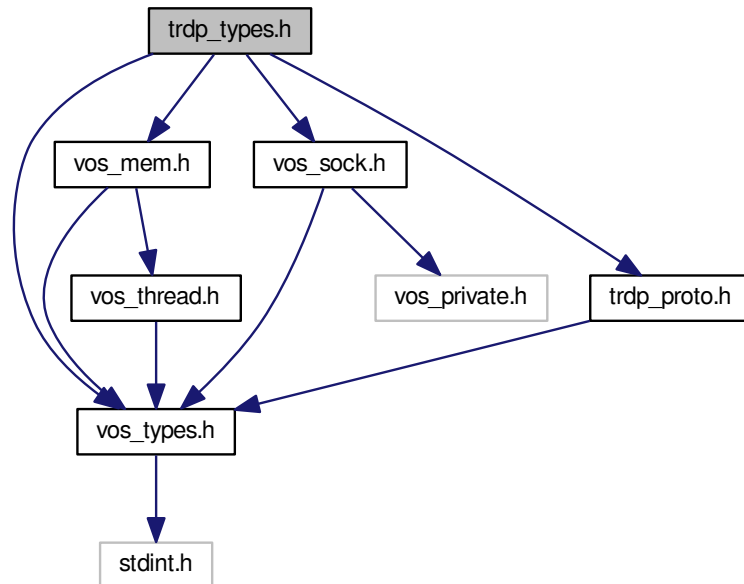 trdp_types.h
vos_mem.h
vos_sock.h
vos_thread.h
vos_private.h
trdp_proto.h
vos_types.h
stdint.h